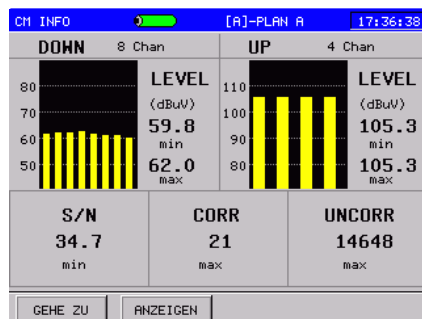 CM INFO [A]-PLAN A 17:36:38
DOWN 8 Chan UP 4 Chan
80
70
60
50
LEVEL
(dBuV)
59.8
min
62.0
max
110
100
90
80
LEVEL
(dBuV)
105.3
min
105.3
max
S/N CORR UNCORR
34.7 21 14648
min max max
GEHE ZU ANZEIGEN